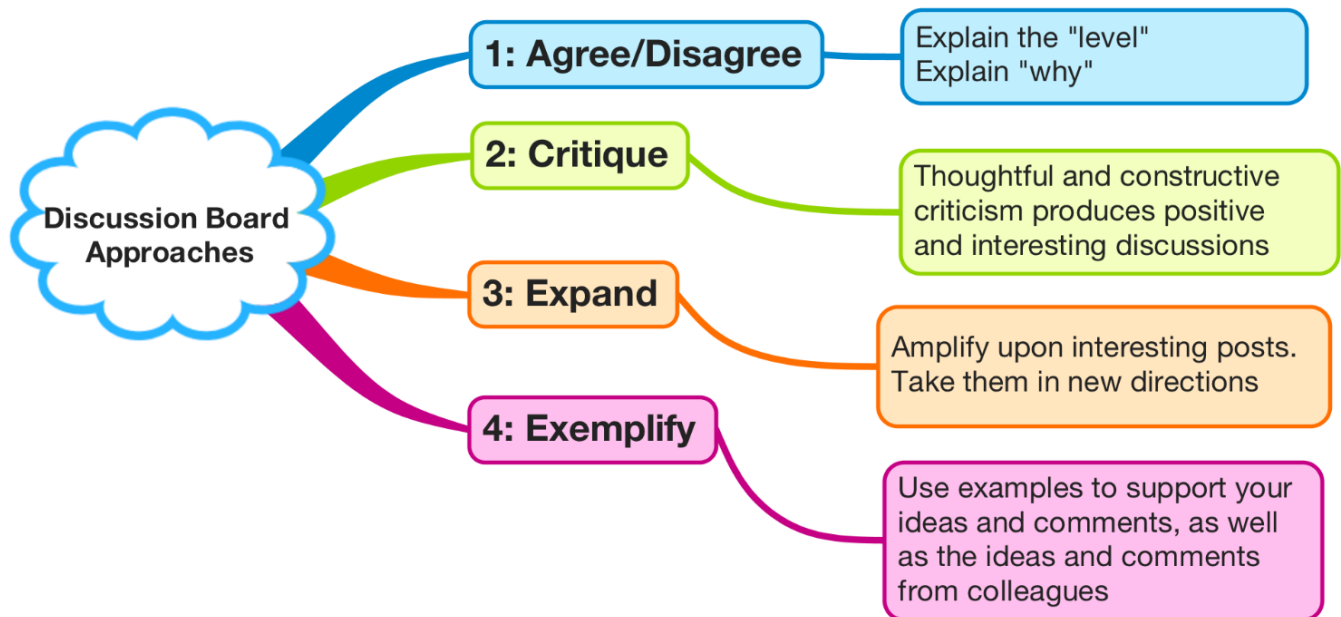 Discussion Board
Approaches
1: Agree/Disagree
Explain the "level"
Explain "why"
2: Critique
Thoughtful and constructive
criticism produces positive
and interesting discussions
3: Expand
Amplify upon interesting posts.
Take them in new directions
4: Exemplify
Use examples to support your
ideas and comments, as well
as the ideas and comments
from colleagues